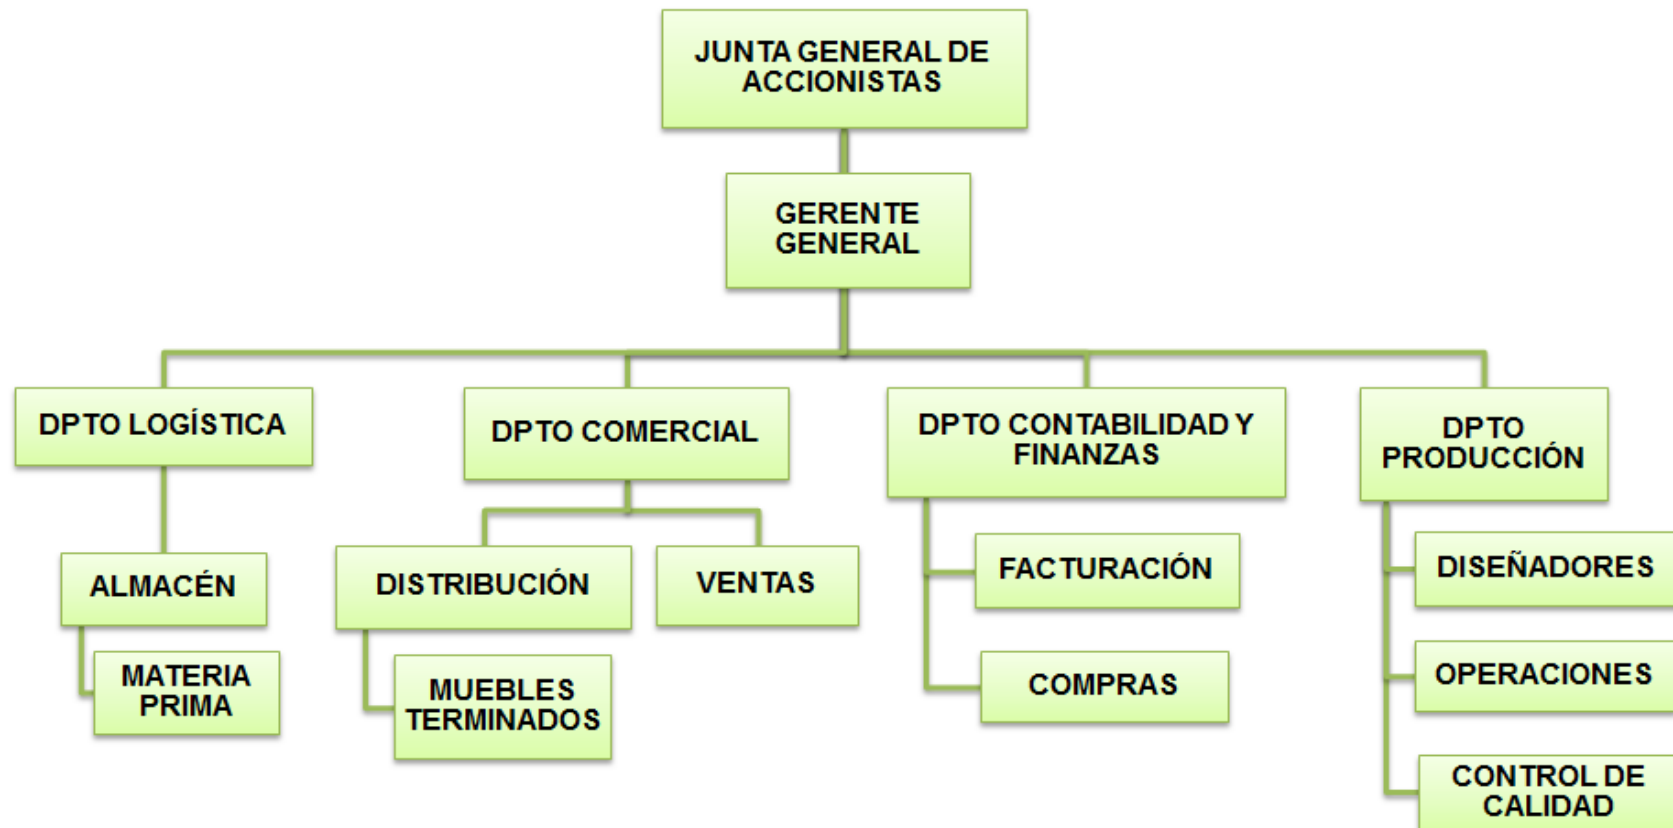 JUNTA GENERAL DE
ACCIONISTAS
GERENTE
GENERAL
DPTO LOGÍSTICA
DPTO COMERCIAL
DPTO CONTABILIDAD Y
FINANZAS
DPTO
PRODUCCIÓN
ALMACÉN
MATERIA
PRIMA
DISTRIBUCIÓN
MUEBLES
TERMINADOS
VENTAS
FACTURACIÓN
COMPRAS
DISEÑADORES
OPERACIONES
CONTROL DE
CALIDAD